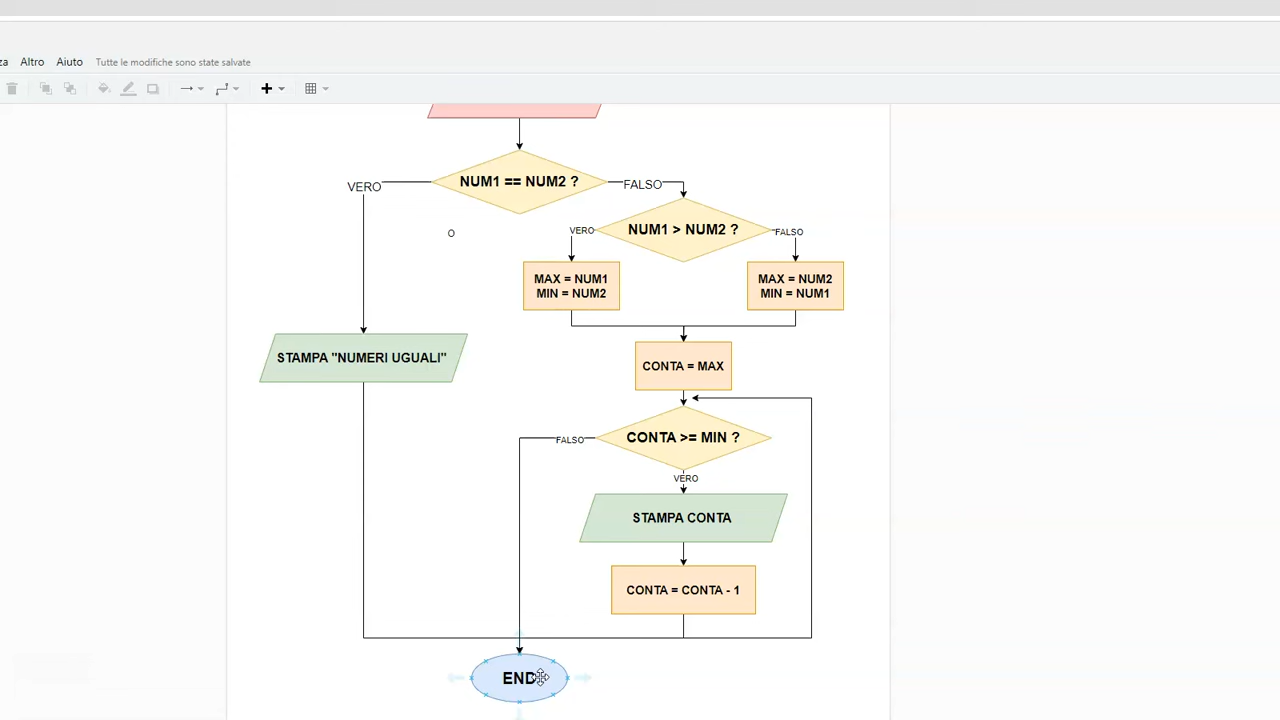 Altro Aiuto Tutte le modifiche sono state salvate
NUM1 == NUM2 ?
VERO
FALSO
NUM1 > NUM2 ?
VERO
FALSO
MAX = NUM1
MIN = NUM2
MAX = NUM2
MIN = NUM1
STAMPA "NUMERI UGUALI"
CONTA = MAX
CONTA >= MIN ?
FALSO
VERO
STAMPA CONTA
CONTA = CONTA - 1
END